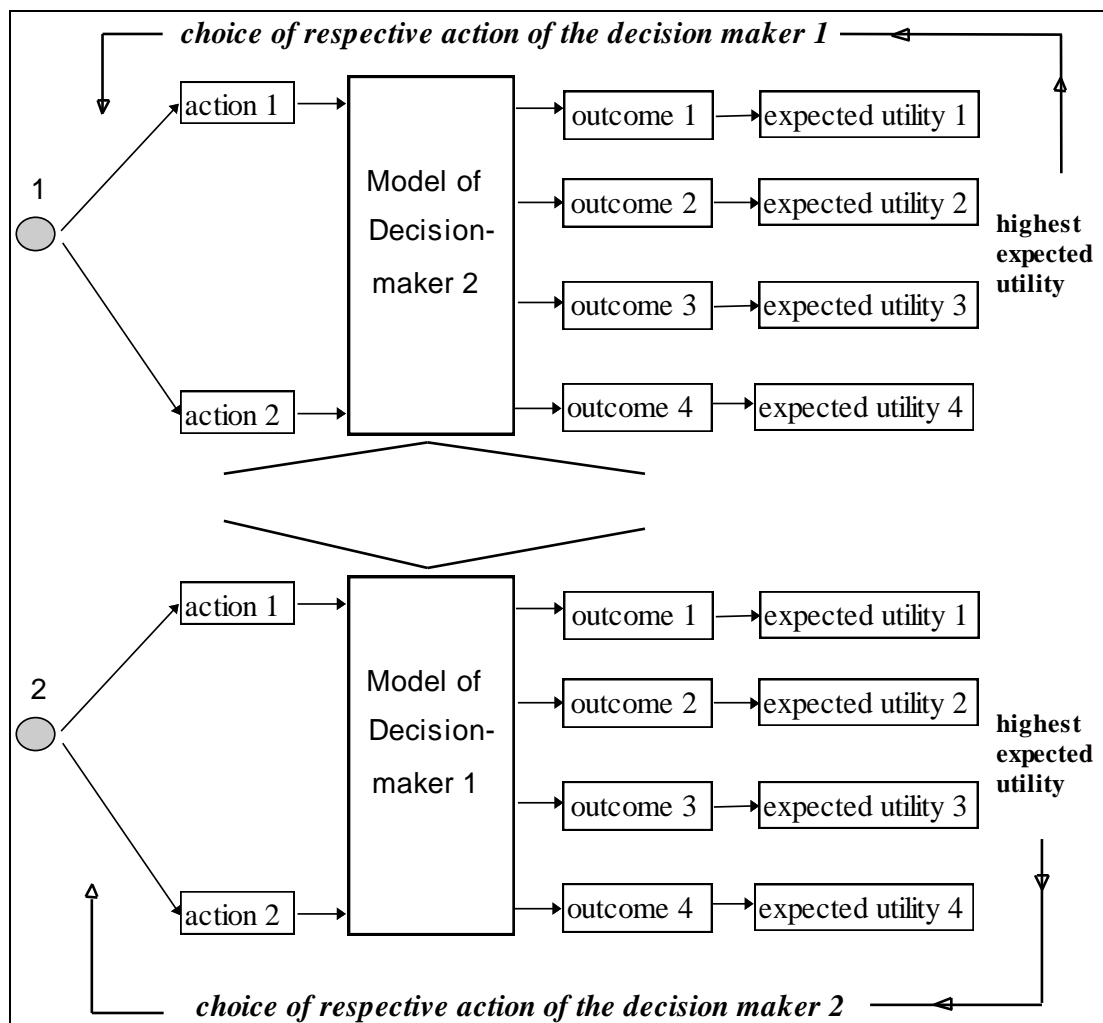 choice of respective action of the decision maker 1
action 1
outcome 1
expected utility 1
1
Model of
Decision-
maker 2
outcome 2
expected utility 2
highest
expected
utility
outcome 3
expected utility 3
action 2
outcome 4
expected utility 4
action 1
outcome 1
expected utility 1
2
Model of
Decision-
maker 1
outcome 2
expected utility 2
highest
expected
utility
outcome 3
expected utility 3
action 2
outcome 4
expected utility 4
choice of respective action of the decision maker 2